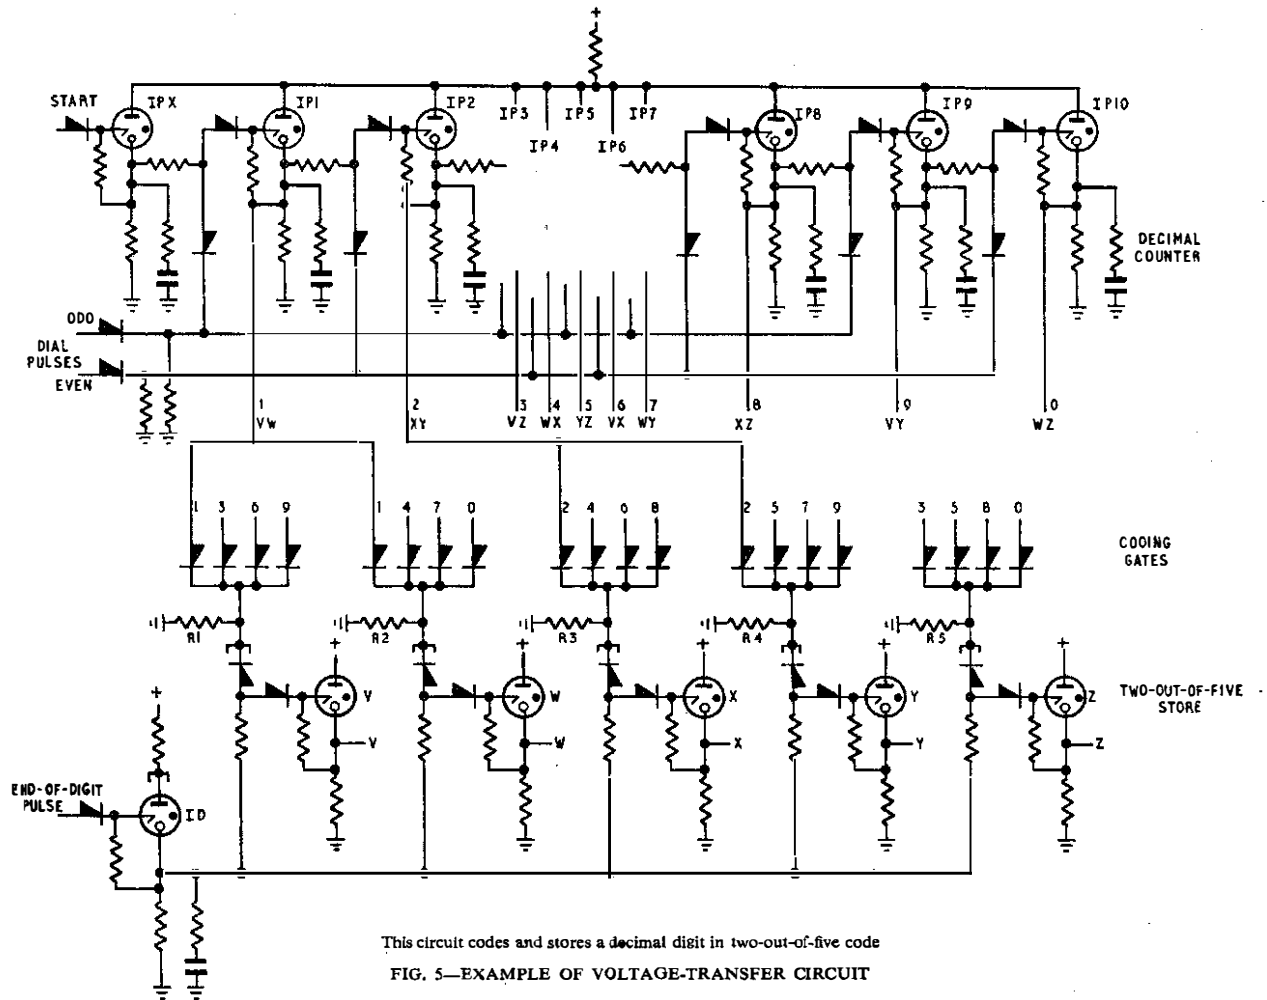 +
START
IPX
IP1
IP2
IP3
IP4
IP5
IP6
IP7
IP8
IP9
IP10
DECIMAL
COUNTER
ODD
DIAL
PULSES
EVEN
1 2 3 4 5 6 7 8 9 0
VW XY VZ WX YZ VX WY XZ VY WZ
1 3 6 9 1 4 7 0 2 4 6 8 2 5 7 9 3 5 8 0
CODING
GATES
R1 R2 R3 R4 R5
+ + + + +
V W X Y Z
TWO-OUT-OF-FIVE
STORE
V W X Y Z
+
END-OF-DIGIT
PULSE
ID
This circuit codes and stores a decimal digit in two-out-of-five code
FIG. 5—EXAMPLE OF VOLTAGE-TRANSFER CIRCUIT